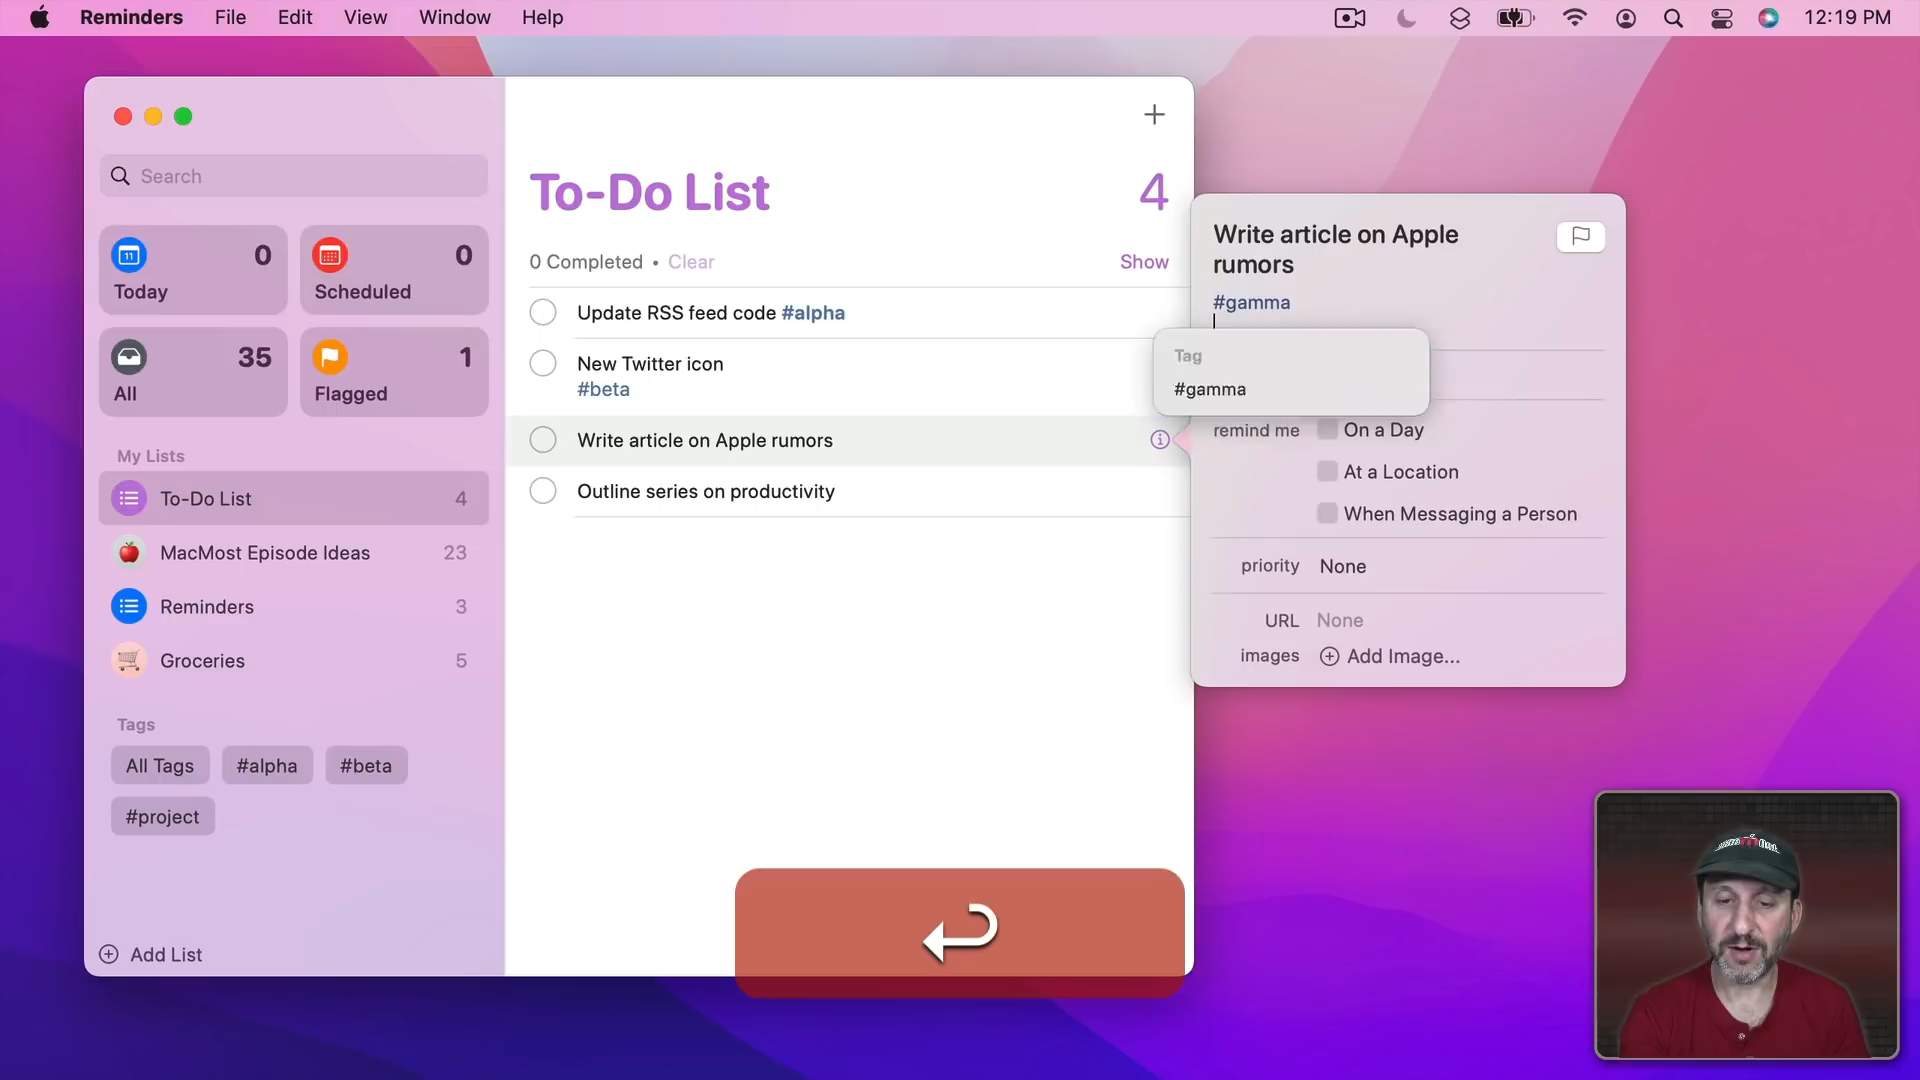 Reminders File Edit View Window Help 12:19 PM
Search
11 0 0
Today Scheduled
35 1
All Flagged
My Lists
To-Do List 4
MacMost Episode Ideas 23
Reminders 3
Groceries 5
Tags
All Tags #alpha #beta
#project
Add List
To-Do List 4
0 Completed • Clear Show
Update RSS feed code #alpha
New Twitter icon
#beta
Write article on Apple rumors
Outline series on productivity
Write article on Apple
rumors
#gamma
Tag
#gamma
remind me On a Day
At a Location
When Messaging a Person
priority None
URL None
images Add Image...